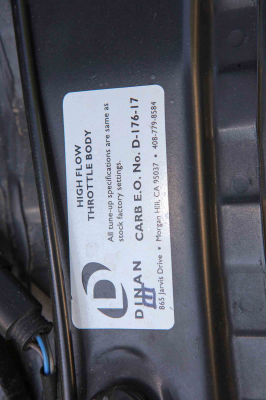 HIGH FLOW
THROTTLE BODY
All tune-up specifications are same as
stock factory settings.
DINAN CARB E.O. No. D-176-17
865 Jarvis Drive • Morgan Hill, CA 95037 • 408-779-8584